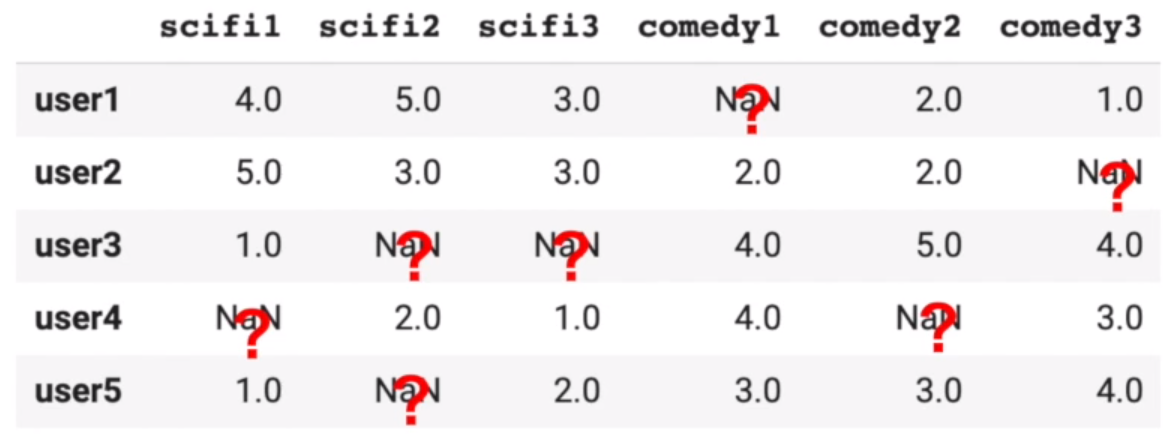 scifi1 scifi2 scifi3 comedy1 comedy2 comedy3
user1 4.0 5.0 3.0 NaN ? 2.0 1.0
user2 5.0 3.0 3.0 2.0 2.0 NaN ?
user3 1.0 NaN ? NaN ? 4.0 5.0 4.0
user4 NaN ? 2.0 1.0 4.0 NaN ? 3.0
user5 1.0 NaN ? 2.0 3.0 3.0 4.0